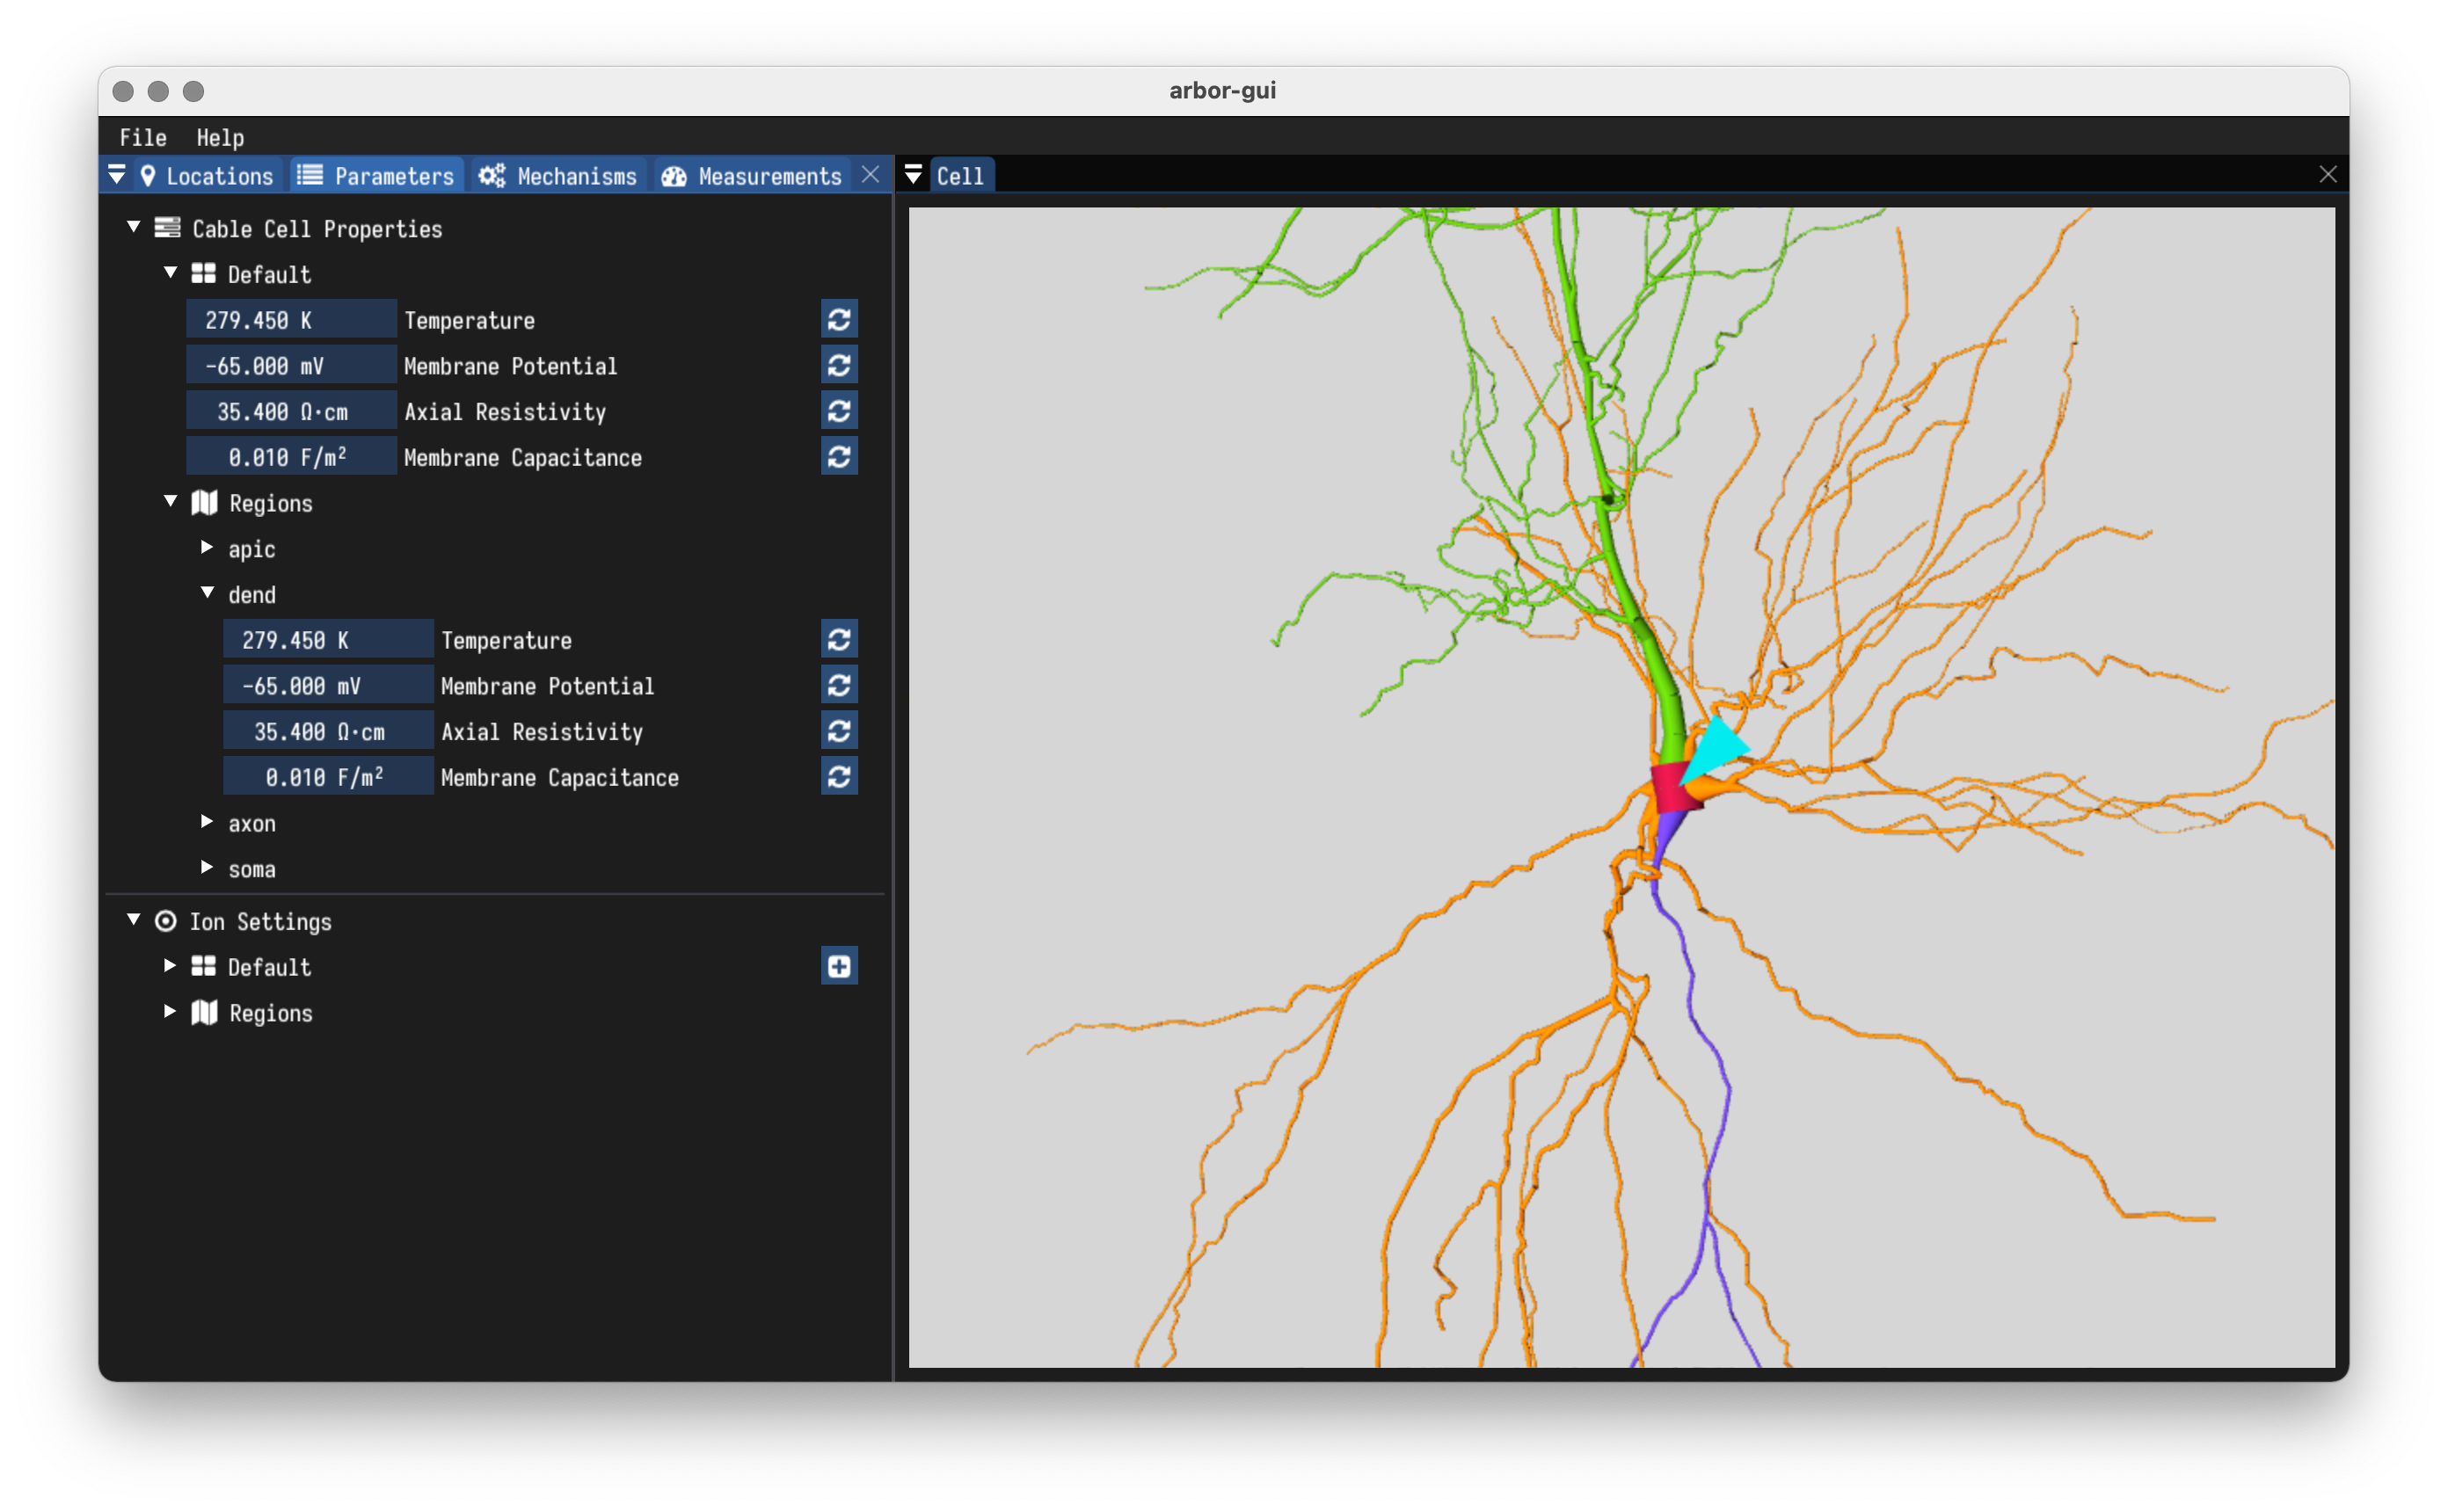 arbor-gui
File Help
Locations Parameters Mechanisms Measurements Cell
Cable Cell Properties
Default
279.450 K Temperature
-65.000 mV Membrane Potential
35.400 Ω·cm Axial Resistivity
0.010 F/m² Membrane Capacitance
Regions
apic
dend
279.450 K Temperature
-65.000 mV Membrane Potential
35.400 Ω·cm Axial Resistivity
0.010 F/m² Membrane Capacitance
axon
soma
Ion Settings
Default
Regions